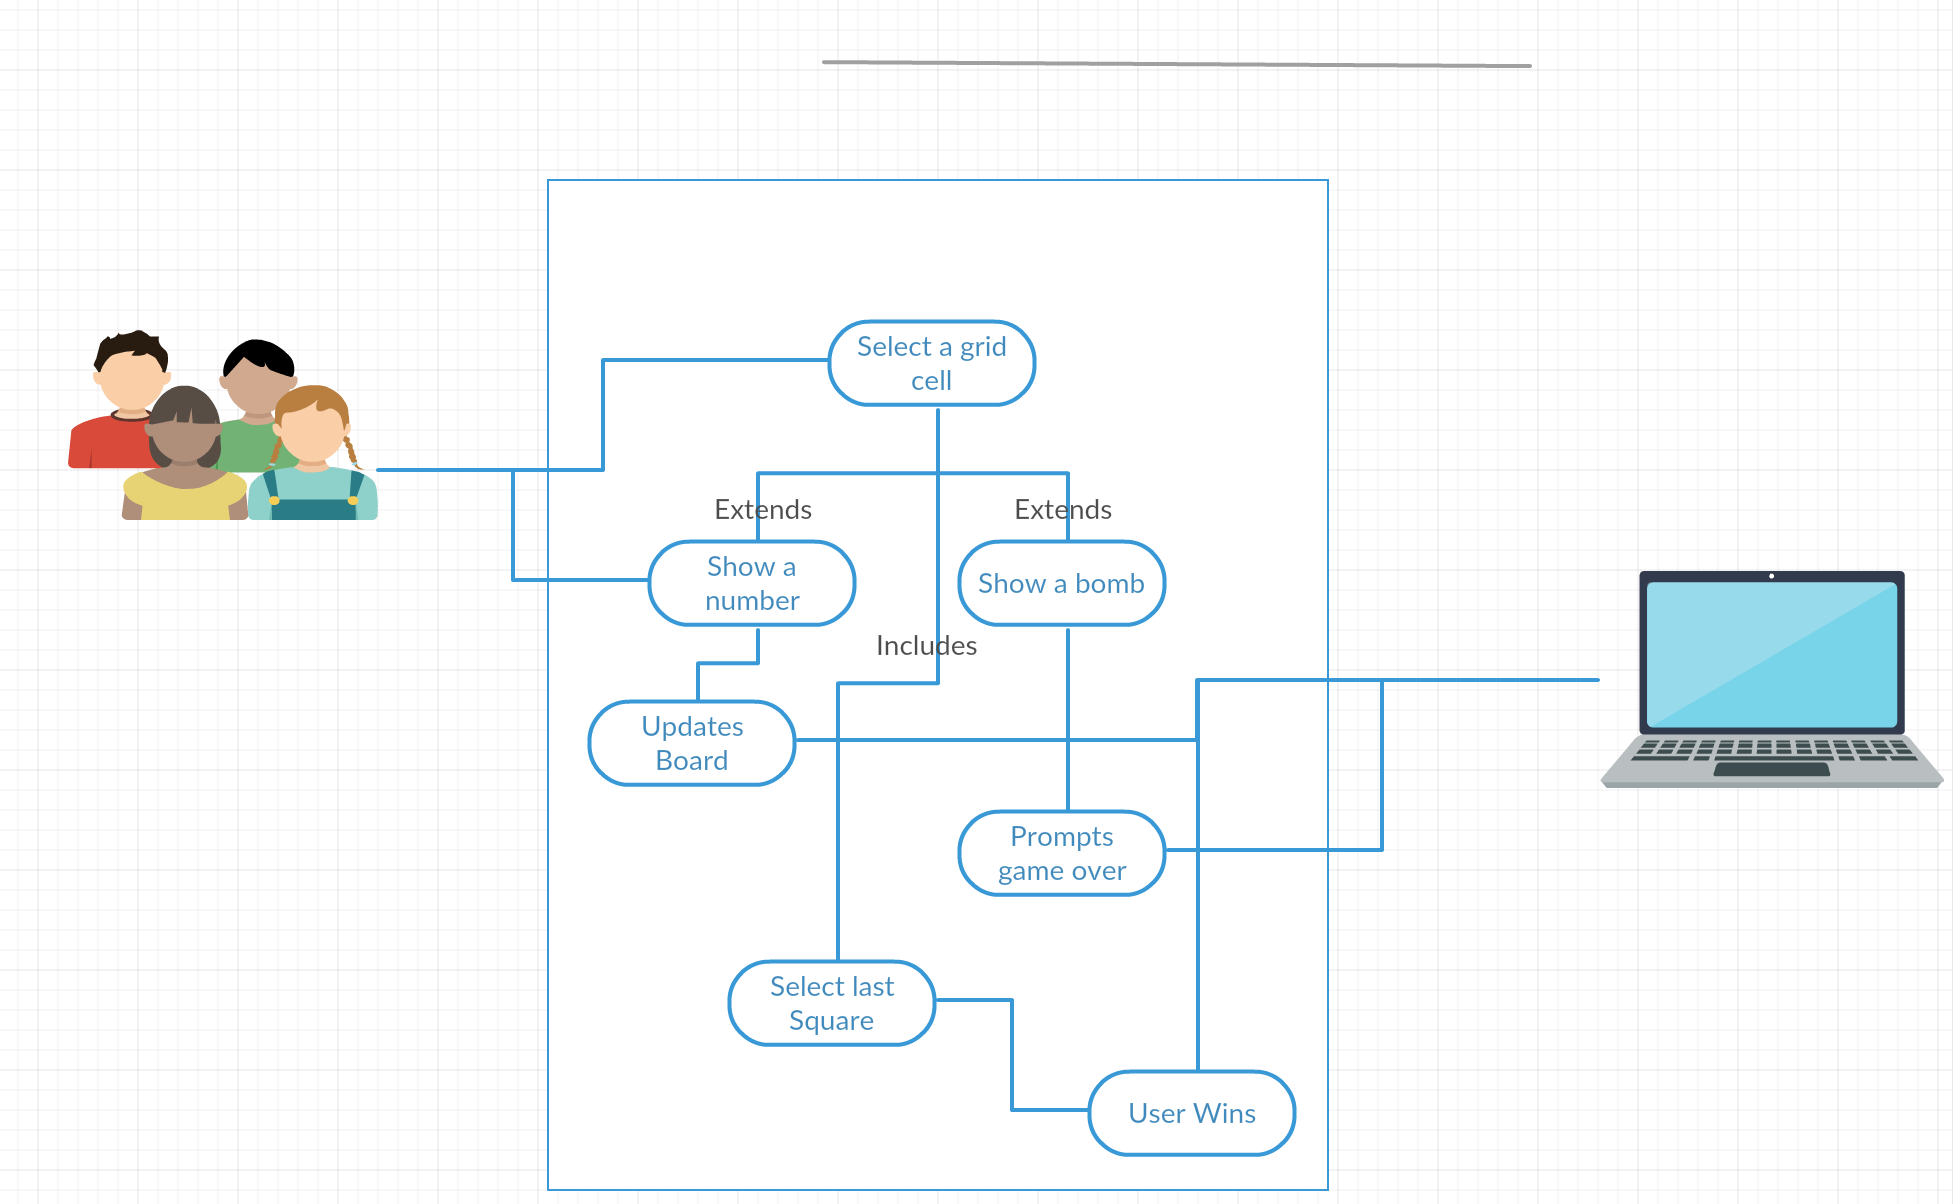 Select a grid
cell
Extends
Extends
Show a
number
Show a bomb
Includes
Updates
Board
Prompts
game over
Select last
Square
User Wins